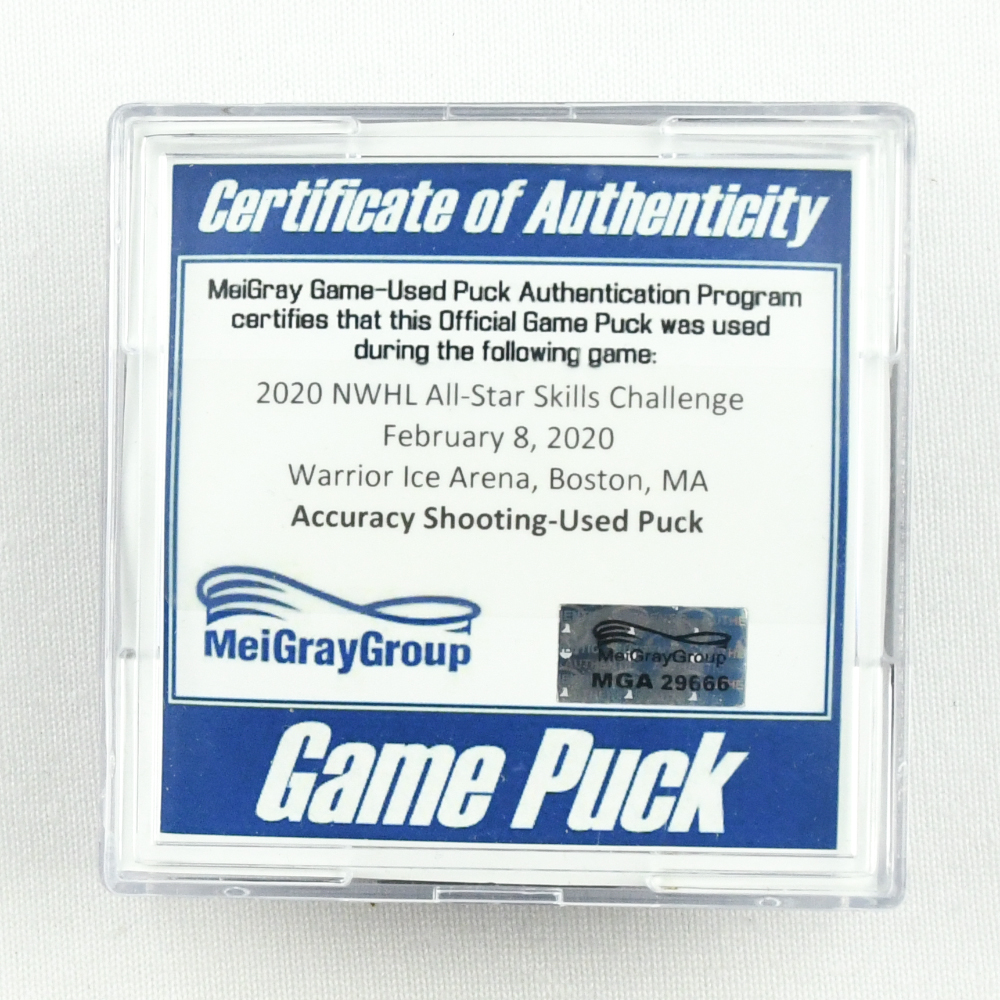 Certificate of Authenticity
MeiGray Game-Used Puck Authentication Program
certifies that this Official Game Puck was used
during the following game:
2020 NWHL All-Star Skills Challenge
February 8, 2020
Warrior Ice Arena, Boston, MA
Accuracy Shooting-Used Puck
MeiGrayGroup
MeiGrayGroup
MGA 29666
Game Puck